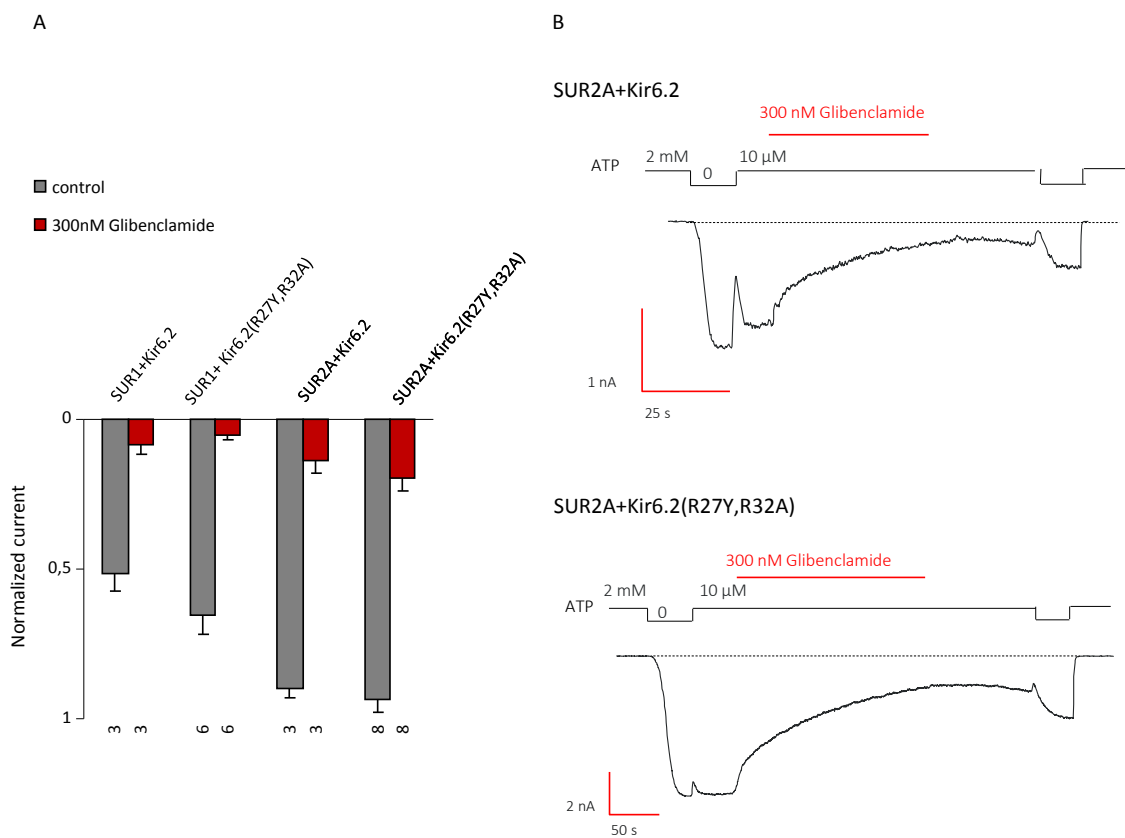 A
B
SUR2A+Kir6.2
300 nM Glibenclamide
ATP
2 mM
0
10 µM
control
300nM Glibenclamide
1 nA
25 s
SUR1+Kir6.2
SUR1+ Kir6.2(R27Y,R32A)
SUR2A+Kir6.2
SUR2A+Kir6.2(R27Y,R32A)
Normalized current
0
0,5
1
3
3
6
6
3
3
8
8
SUR2A+Kir6.2(R27Y,R32A)
300 nM Glibenclamide
ATP
2 mM
0
10 µM
2 nA
50 s